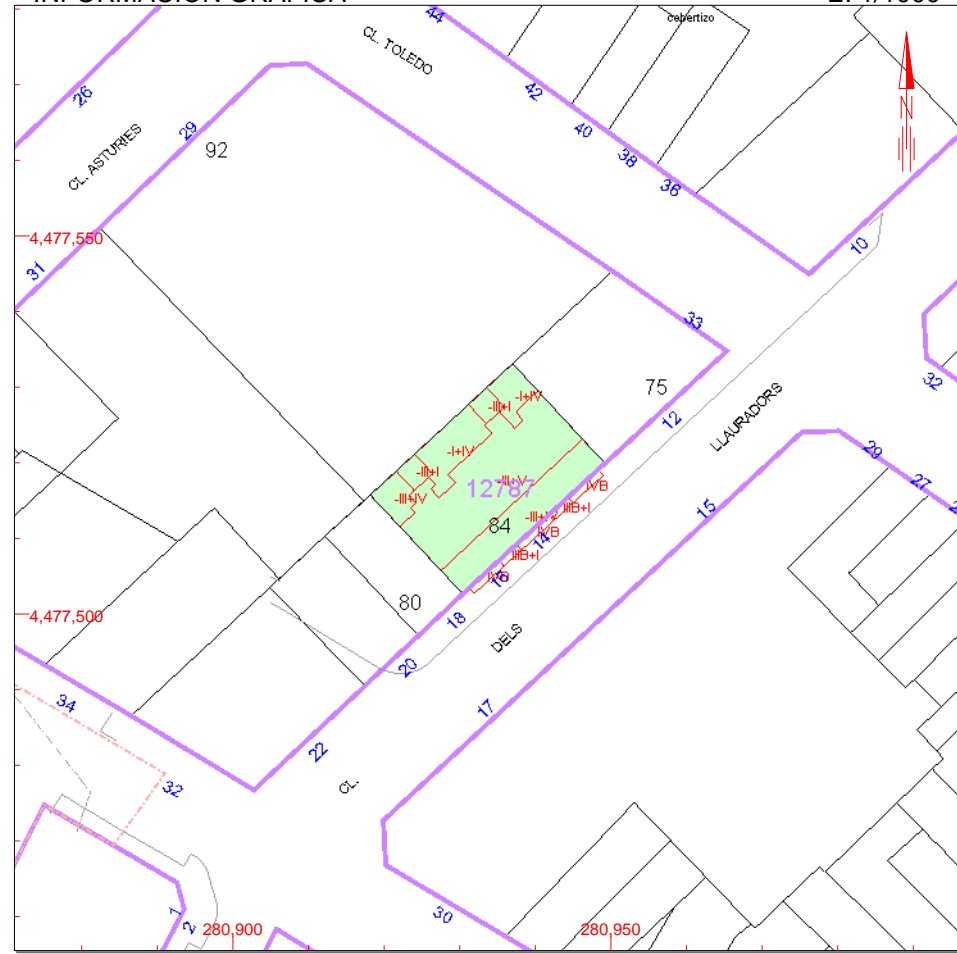 INFORMACIÓN GRÁFICA
E: 1/1000
cobertizo
44
CL. TOLEDO
26
42
N
29
40
CL. ASTURIES
92
38
36
4,477,550
10
31
33
32
75
-I+IV
-III+I
12
LLAURADORS
-I+IV
29
-III+I
27
-III+IV
12787
IVB
15
84
IIIB+I
14
IVB
IIIB+I
16
80
4,477,500
18
DELS
20
34
17
22
32
CL.
30
1
2
280,900
280,950